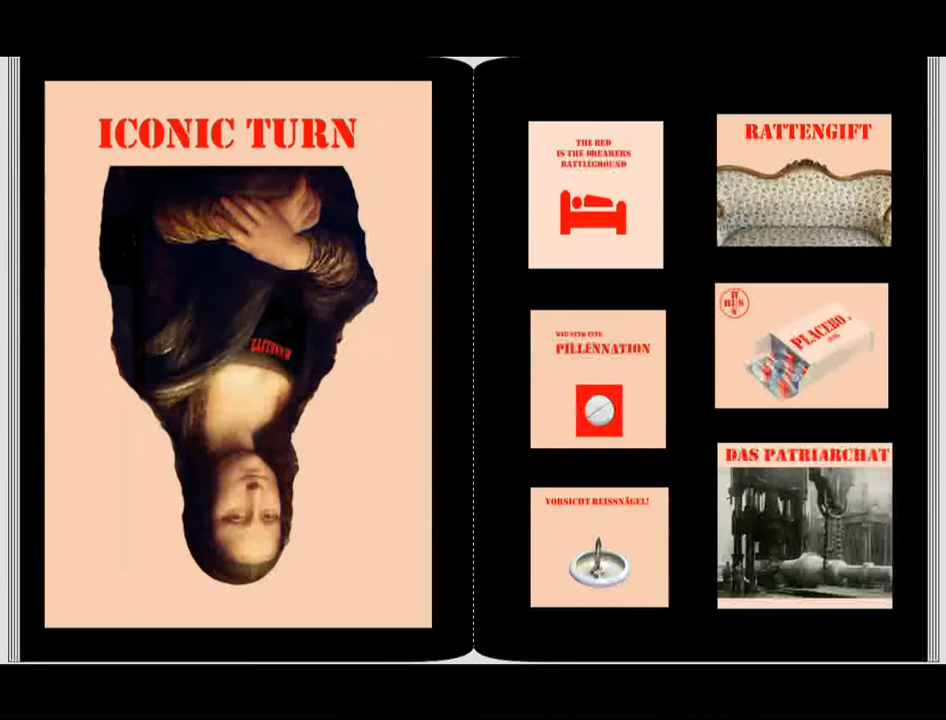 ICONIC TURN
THE BED
IS THE DREAMERS
BATTLEGROUND
RATTENGIFT
WIR SIND EINE
PILLENNATION
PLACEBO
VORSICHT REISSNÄGEL!
DAS PATRIARCHAT